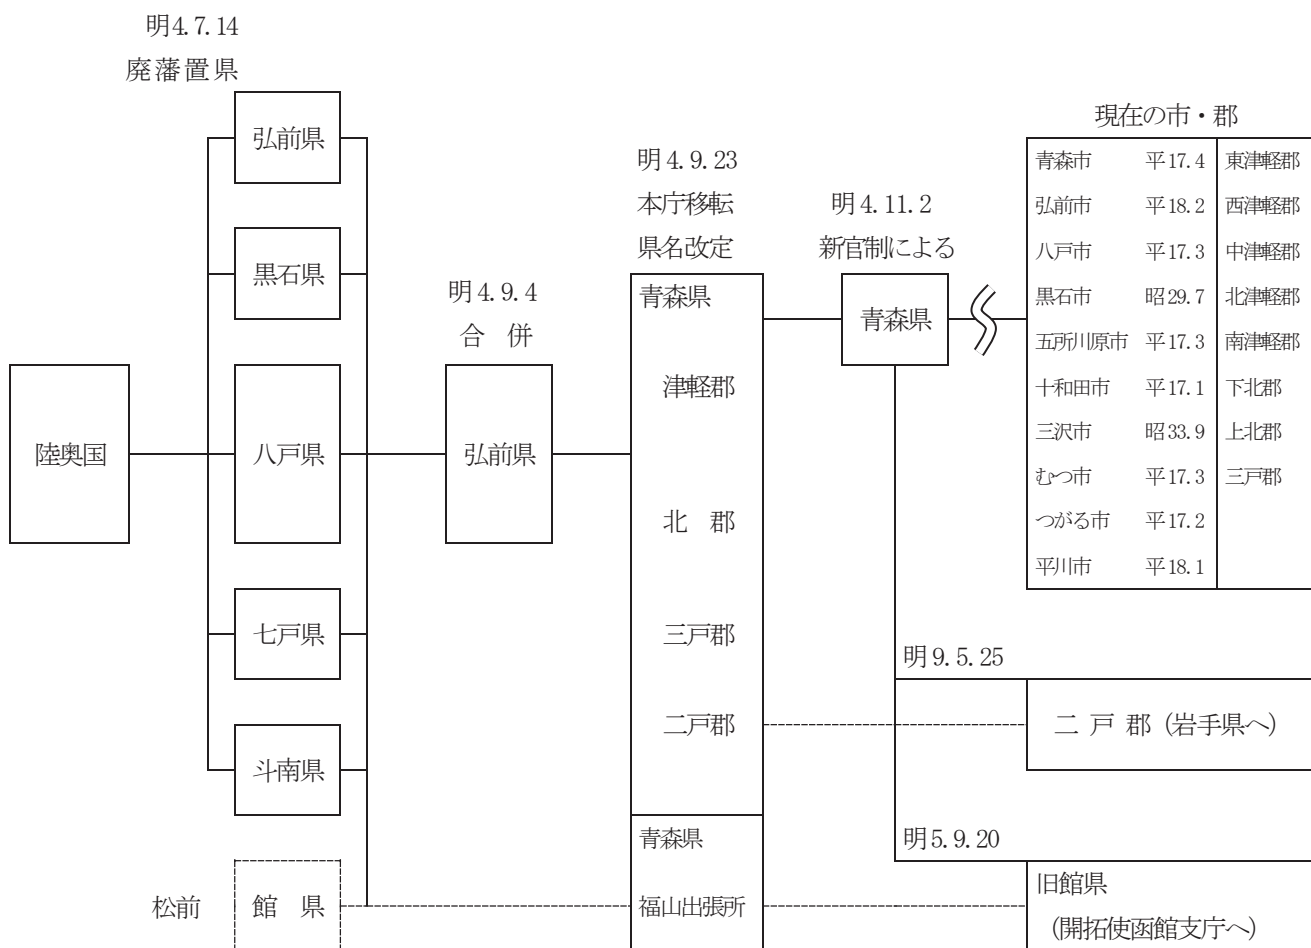 明4.7.14
廃藩置県
陸奥国
弘前県
黒石県
八戸県
七戸県
斗南県
松前
館　県
明4.9.4
合　併
弘前県
明4.9.23
本庁移転
県名改定
青森県
津軽郡
北　郡
三戸郡
二戸郡
青森県
福山出張所
明4.11.2
新官制による
青森県
現在の市・郡
青森市　平17.4　東津軽郡
弘前市　平18.2　西津軽郡
八戸市　平17.3　中津軽郡
黒石市　昭29.7　北津軽郡
五所川原市　平17.3　南津軽郡
十和田市　平17.1　下北郡
三沢市　昭33.9　上北郡
むつ市　平17.3　三戸郡
つがる市　平17.2
平川市　平18.1
明9.5.25
二 戸 郡（岩手県へ）
明5.9.20
旧館県
（開拓使函館支庁へ）